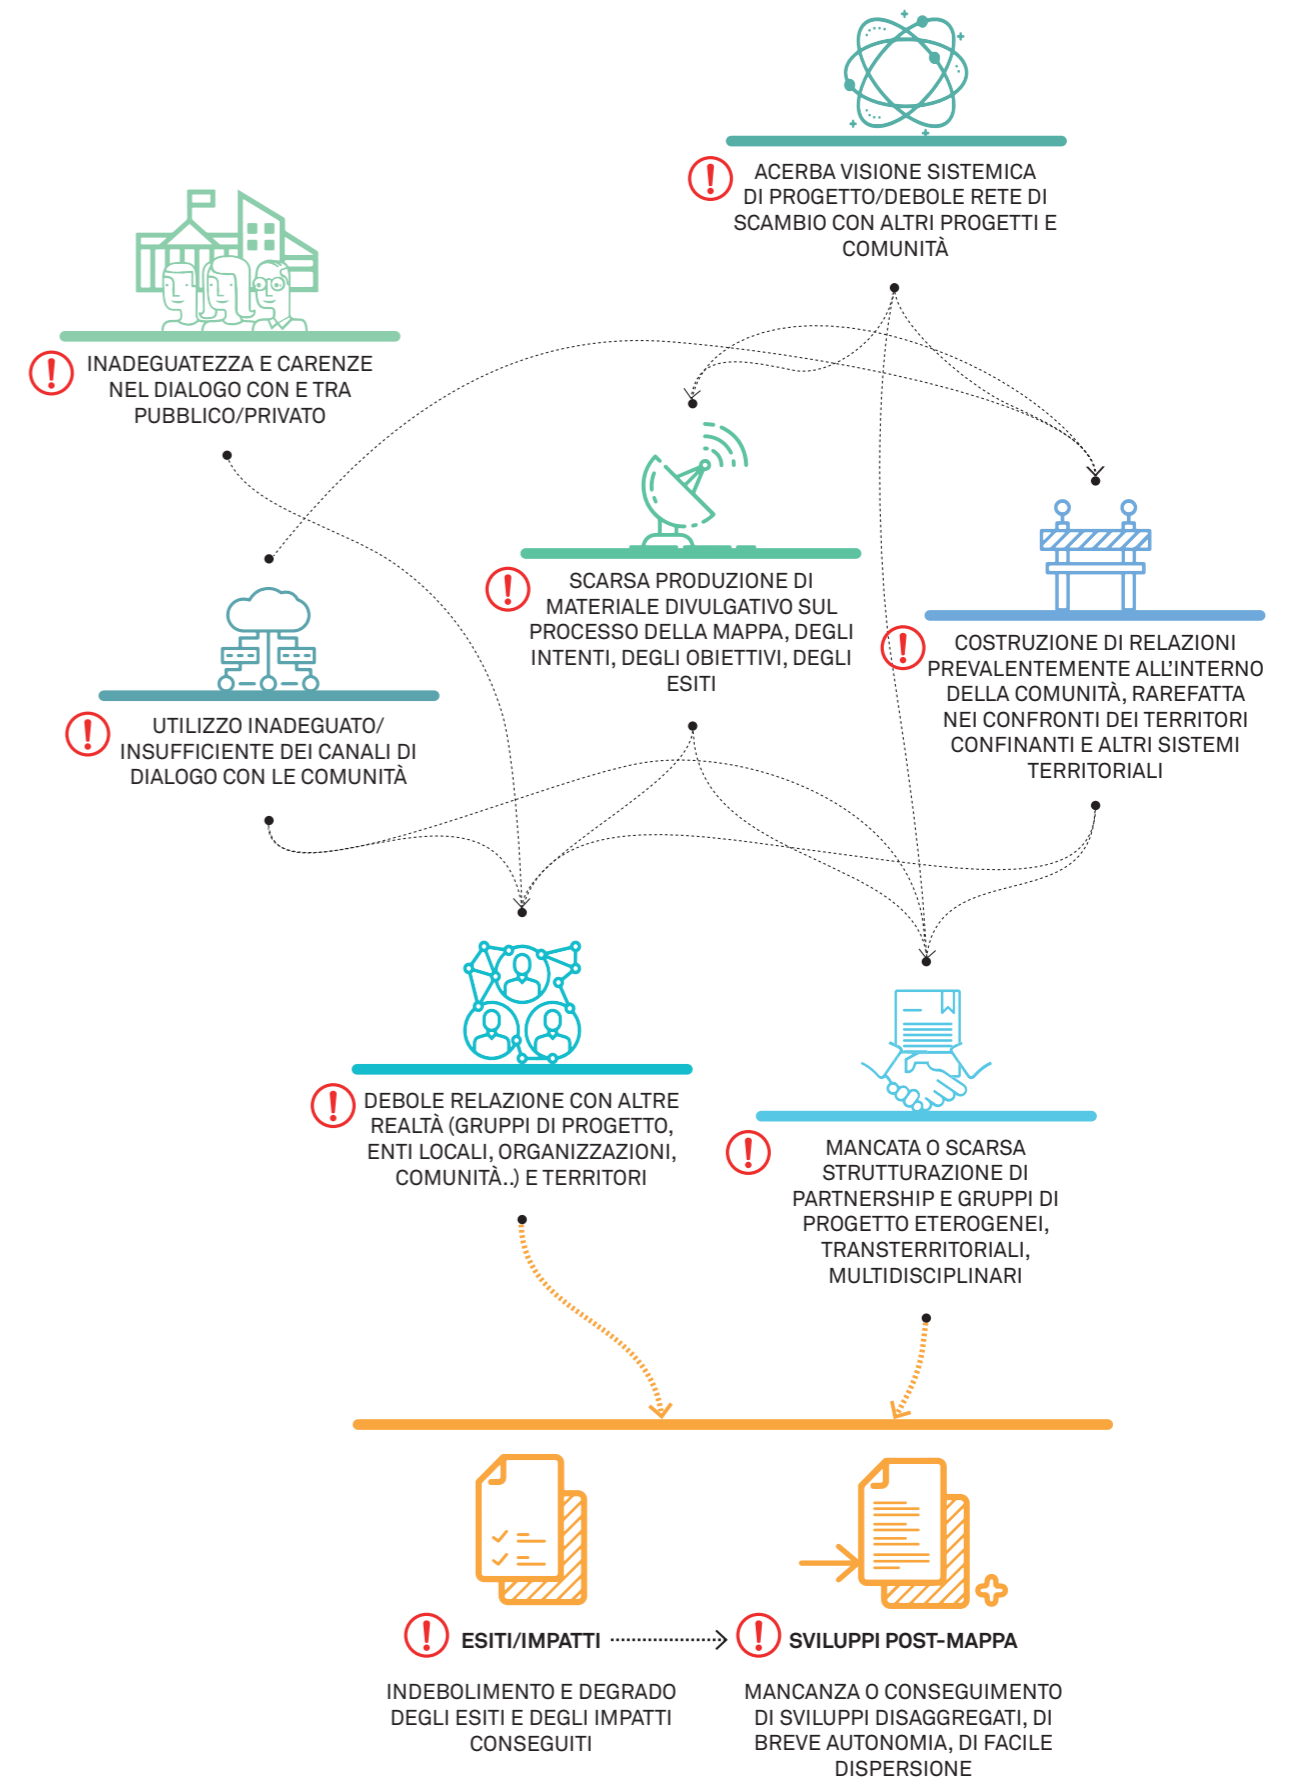 ACERBA VISIONE SISTEMICA
DI PROGETTO/DEBOLE RETE DI
SCAMBIO CON ALTRI PROGETTI E
COMUNITÀ
INADEGUATEZZA E CARENZE
NEL DIALOGO CON E TRA
PUBBLICO/PRIVATO
SCARSA PRODUZIONE DI
MATERIALE DIVULGATIVO SUL
PROCESSO DELLA MAPPA, DEGLI
INTENTI, DEGLI OBIETTIVI, DEGLI
ESITI
COSTRUZIONE DI RELAZIONI
PREVALENTEMENTE ALL'INTERNO
DELLA COMUNITÀ, RAREFATTA
NEI CONFRONTI DEI TERRITORI
CONFINANTI E ALTRI SISTEMI
TERRITORIALI
UTILIZZO INADEGUATO/
INSUFFICIENTE DEI CANALI DI
DIALOGO CON LE COMUNITÀ
DEBOLE RELAZIONE CON ALTRE
REALTÀ (GRUPPI DI PROGETTO,
ENTI LOCALI, ORGANIZZAZIONI,
COMUNITÀ..) E TERRITORI
MANCATA O SCARSA
STRUTTURAZIONE DI
PARTNERSHIP E GRUPPI DI
PROGETTO ETEROGENEI,
TRANSTERRITORIALI,
MULTIDISCIPLINARI
ESITI/IMPATTI
INDEBOLIMENTO E DEGRADO
DEGLI ESITI E DEGLI IMPATTI
CONSEGUITI
SVILUPPI POST-MAPPA
MANCANZA O CONSEGUIMENTO
DI SVILUPPI DISAGGREGATI, DI
BREVE AUTONOMIA, DI FACILE
DISPERSIONE